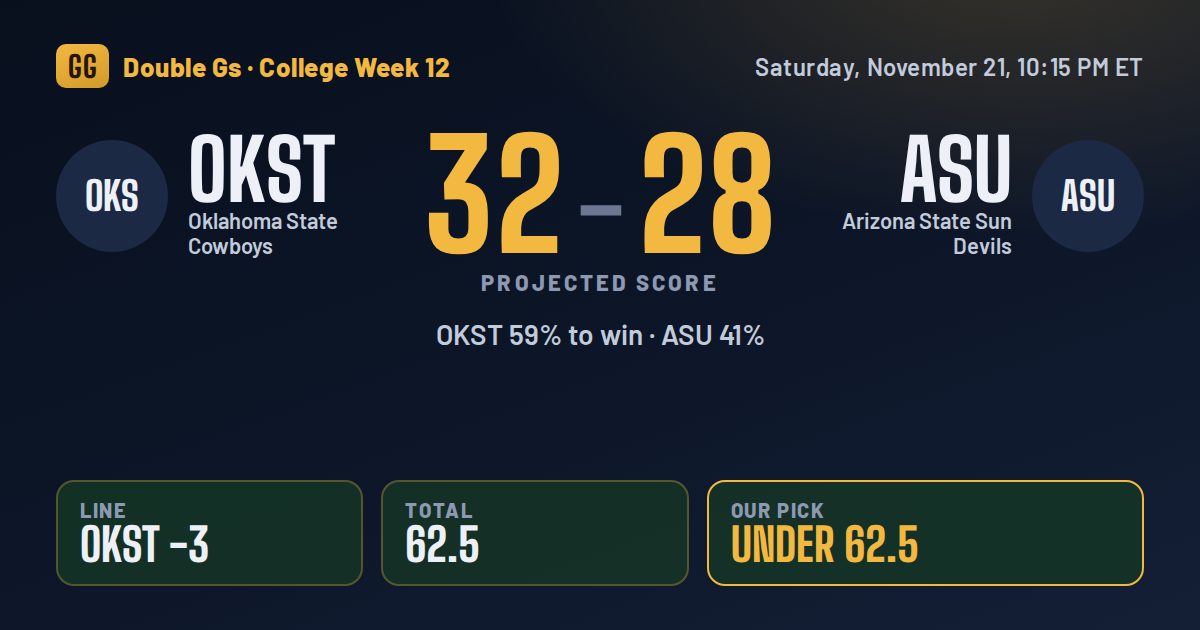 GG Double Gs · College Week 12
Saturday, November 21, 10:15 PM ET
OKS
OKST
Oklahoma State
Cowboys
32 – 28
PROJECTED SCORE
OKST 59% to win · ASU 41%
ASU
Arizona State Sun
Devils
ASU
LINE
OKST -3
TOTAL
62.5
OUR PICK
UNDER 62.5